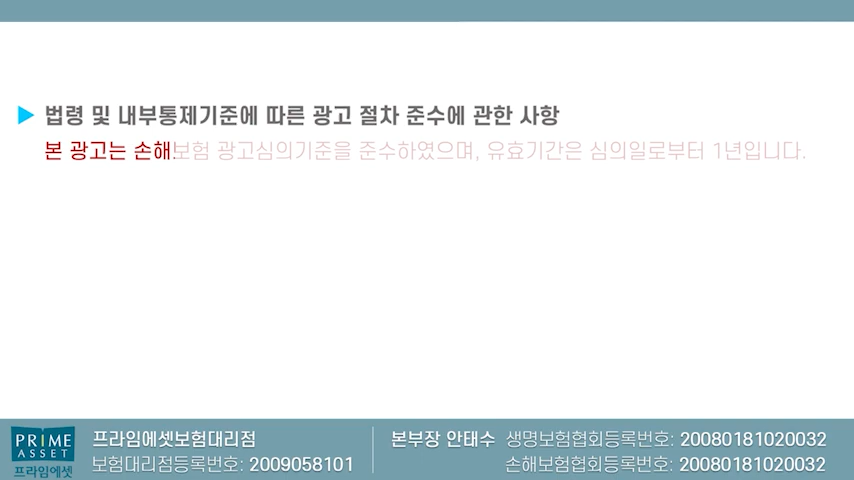 ▶ 법령 및 내부통제기준에 따른 광고 절차 준수에 관한 사항
본 광고는 손해보험 광고심의기준을 준수하였으며, 유효기간은 심의일로부터 1년입니다.
PRIME
ASSET
프라임에셋
프라임에셋보험대리점
보험대리점등록번호: 2009058101
본부장 안태수 생명보험협회등록번호: 20080181020032
손해보험협회등록번호: 20080181020032